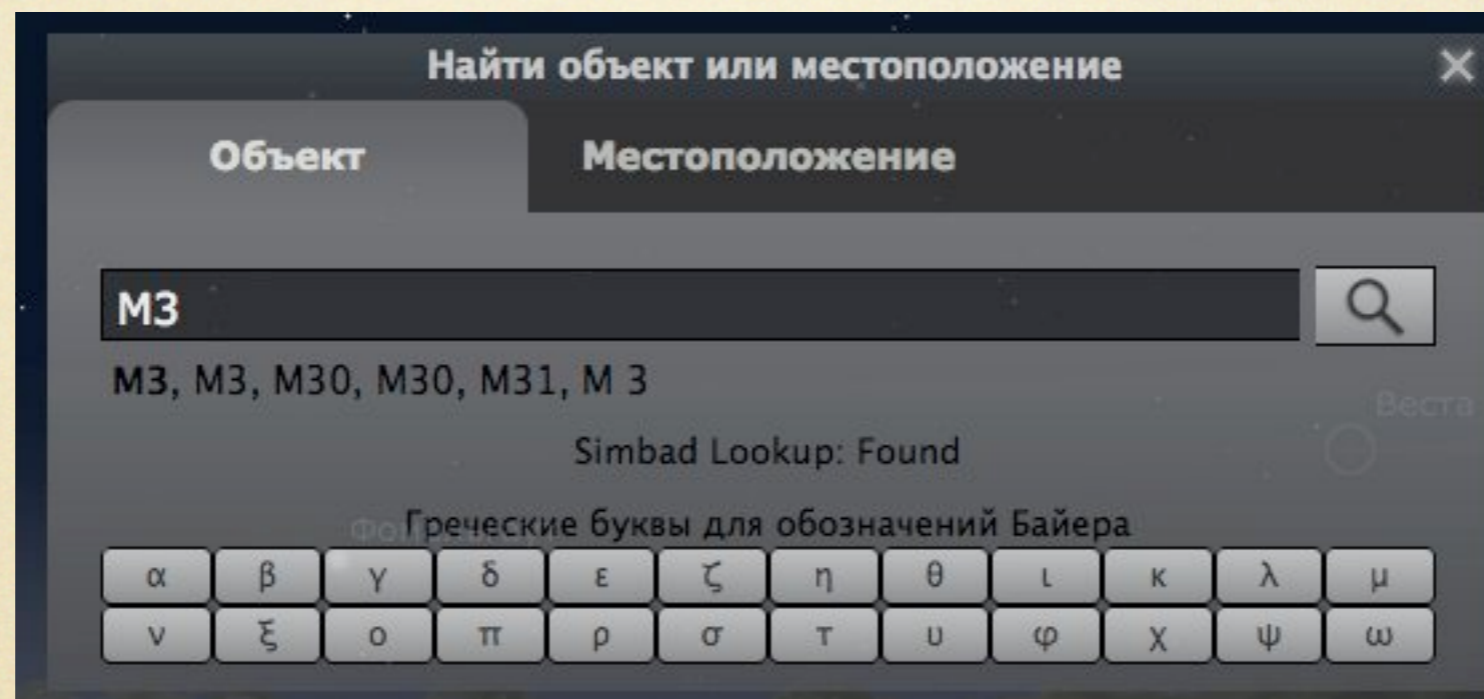 Найти объект или местоположение
Объект Местоположение
M3
M3, M3, M30, M30, M31, M 3
Веста
Simbad Lookup: Found
Греческие буквы для обозначений Байера
α β γ δ ε ζ η θ ι κ λ μ
ν ξ ο π ρ σ τ υ φ χ ψ ω